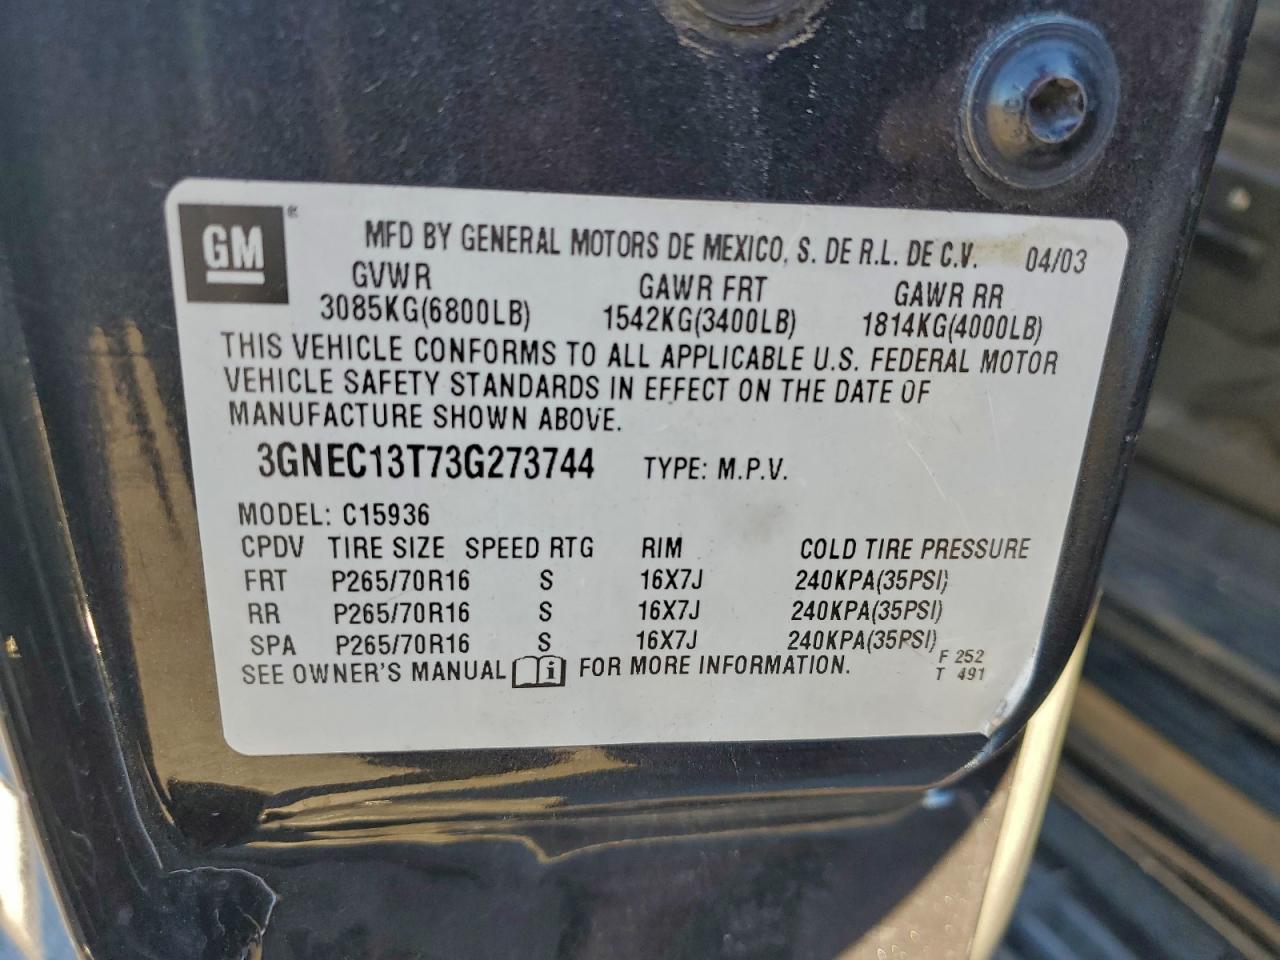 GM®
MFD BY GENERAL MOTORS DE MEXICO, S. DE R.L. DE C.V. 04/03
GVWR GAWR FRT GAWR RR
3085KG(6800LB) 1542KG(3400LB) 1814KG(4000LB)
THIS VEHICLE CONFORMS TO ALL APPLICABLE U.S. FEDERAL MOTOR
VEHICLE SAFETY STANDARDS IN EFFECT ON THE DATE OF
MANUFACTURE SHOWN ABOVE.
3GNEC13T73G273744 TYPE: M.P.V.
MODEL: C15936
CPDV TIRE SIZE SPEED RTG RIM COLD TIRE PRESSURE
FRT P265/70R16 S 16X7J 240KPA(35PSI)
RR P265/70R16 S 16X7J 240KPA(35PSI)
SPA P265/70R16 S 16X7J 240KPA(35PSI)
SEE OWNER'S MANUAL i FOR MORE INFORMATION.
F 252
T 491